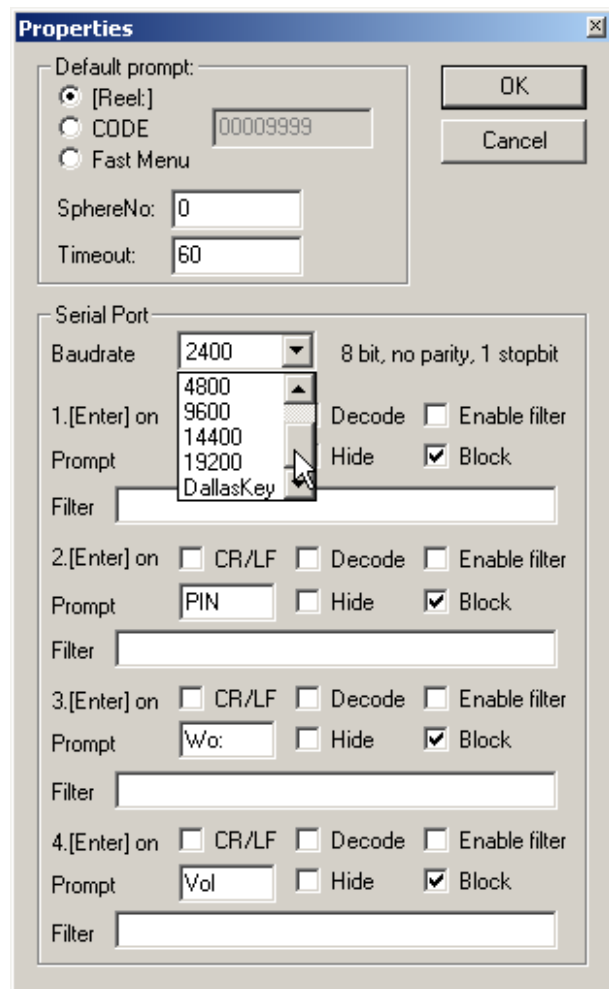 Properties
Default prompt:
[Reel:]
OK
CODE 00009999
Cancel
Fast Menu
SphereNo: 0
Timeout: 60
Serial Port
Baudrate 2400 8 bit, no parity, 1 stopbit
4800
1.[Enter] on 9600 Decode Enable filter
14400
Prompt 19200 Hide Block
DallasKey
Filter
2.[Enter] on CR/LF Decode Enable filter
Prompt PIN Hide Block
Filter
3.[Enter] on CR/LF Decode Enable filter
Prompt Wo: Hide Block
Filter
4.[Enter] on CR/LF Decode Enable filter
Prompt Vol Hide Block
Filter